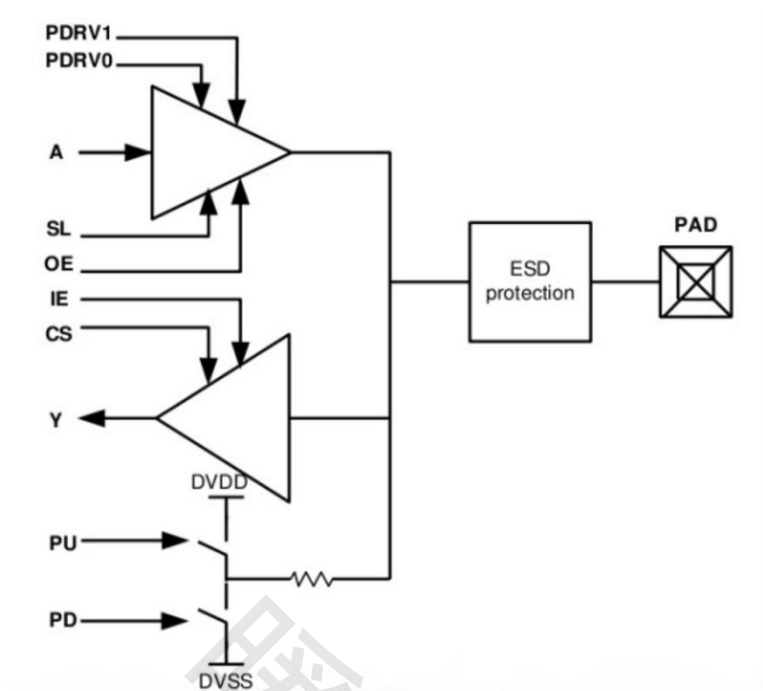 PDRV1
PDRV0
A
SL
OE
IE
CS
Y
ESD
protection
PAD
DVDD
PU
PD
DVSS